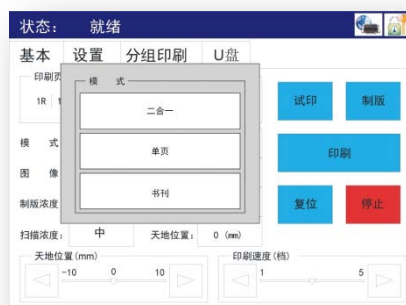 状态： 就绪
基本 设置 分组印刷 U盘
印刷页
1R 1
模 式
二合一
单页
书刊
试印 制版
印刷
复位 停止
模 式
图 像
制版浓度
扫描浓度： 中 天地位置： 0 (mm)
天地位置(mm) 印刷速度(档)
-10 0 10 1 5